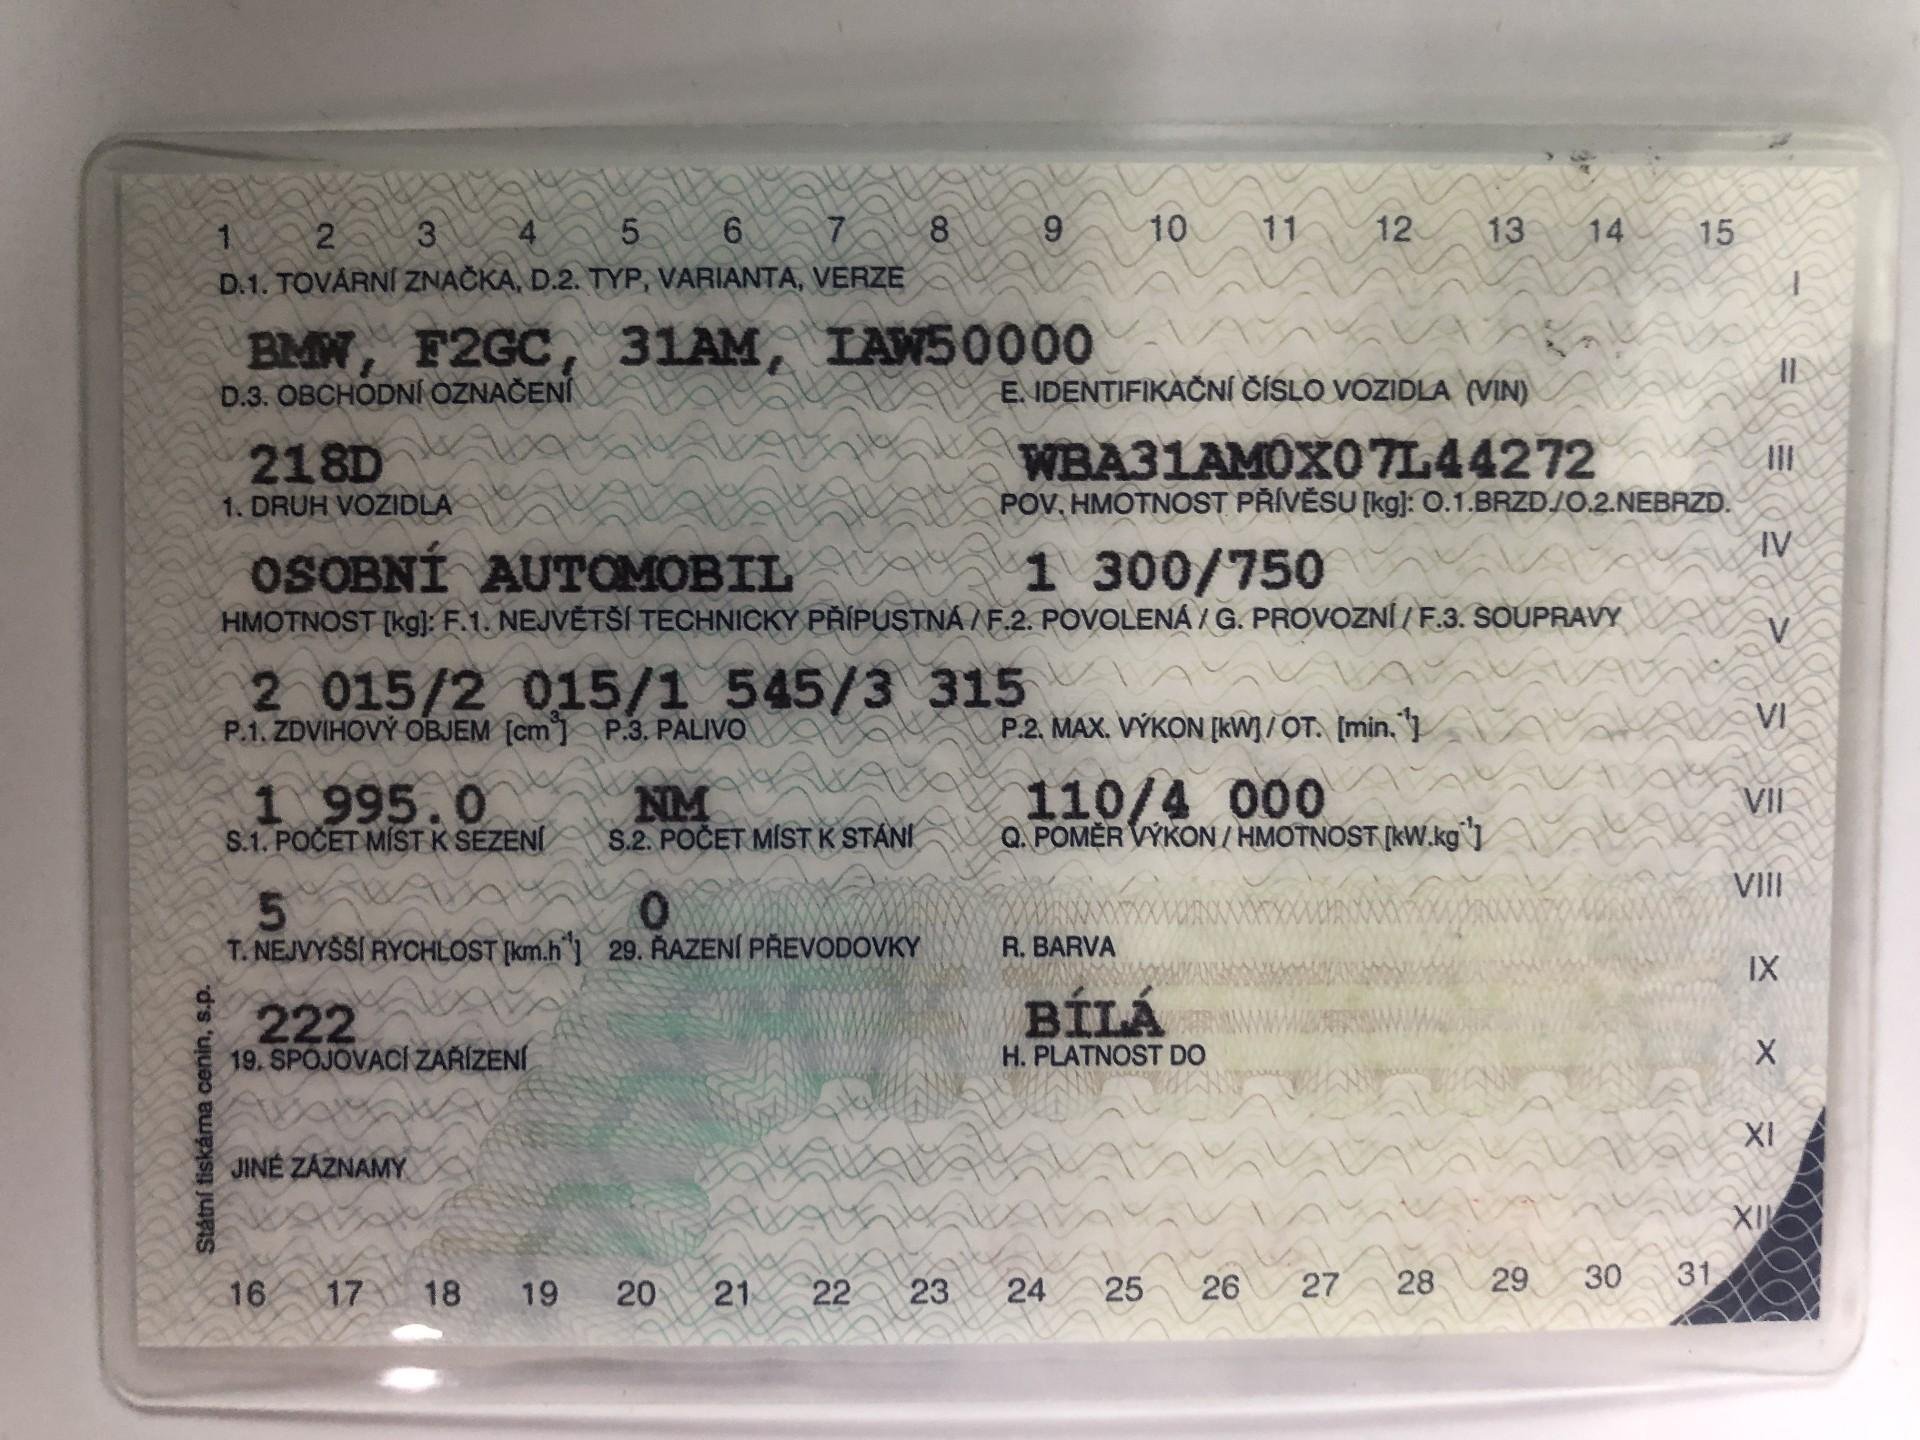 1 2 3 4 5 6 7 8 9 10 11 12 13 14 15
D.1. TOVÁRNÍ ZNAČKA, D.2. TYP, VARIANTA, VERZE
I
BMW, F2GC, 31AM, IAW50000
II
D.3. OBCHODNÍ OZNAČENÍ E. IDENTIFIKAČNÍ ČÍSLO VOZIDLA (VIN)
218D WBA31AM0X07L44272
III
1. DRUH VOZIDLA POV. HMOTNOST PŘÍVĚSU [kg]: O.1.BRZD./O.2.NEBRZD.
IV
OSOBNÍ AUTOMOBIL 1 300/750
HMOTNOST [kg]: F.1. NEJVĚTŠÍ TECHNICKY PŘÍPUSTNÁ / F.2. POVOLENÁ / G. PROVOZNÍ / F.3. SOUPRAVY
V
2 015/2 015/1 545/3 315
VI
P.1. ZDVIHOVÝ OBJEM [cm³] P.3. PALIVO P.2. MAX. VÝKON [kW] / OT. [min.⁻¹]
1 995.0 NM 110/4 000
VII
S.1. POČET MÍST K SEZENÍ S.2. POČET MÍST K STÁNÍ Q. POMĚR VÝKON / HMOTNOST [kW.kg⁻¹]
VIII
5 0
T. NEJVYŠŠÍ RYCHLOST [km.h⁻¹] 29. ŘAZENÍ PŘEVODOVKY R. BARVA
IX
222 BÍLÁ
19. SPOJOVACÍ ZAŘÍZENÍ H. PLATNOST DO
X
XI
JINÉ ZÁZNAMY
XII
Státní tiskárna cenin, s.p.
16 17 18 19 20 21 22 23 24 25 26 27 28 29 30 31